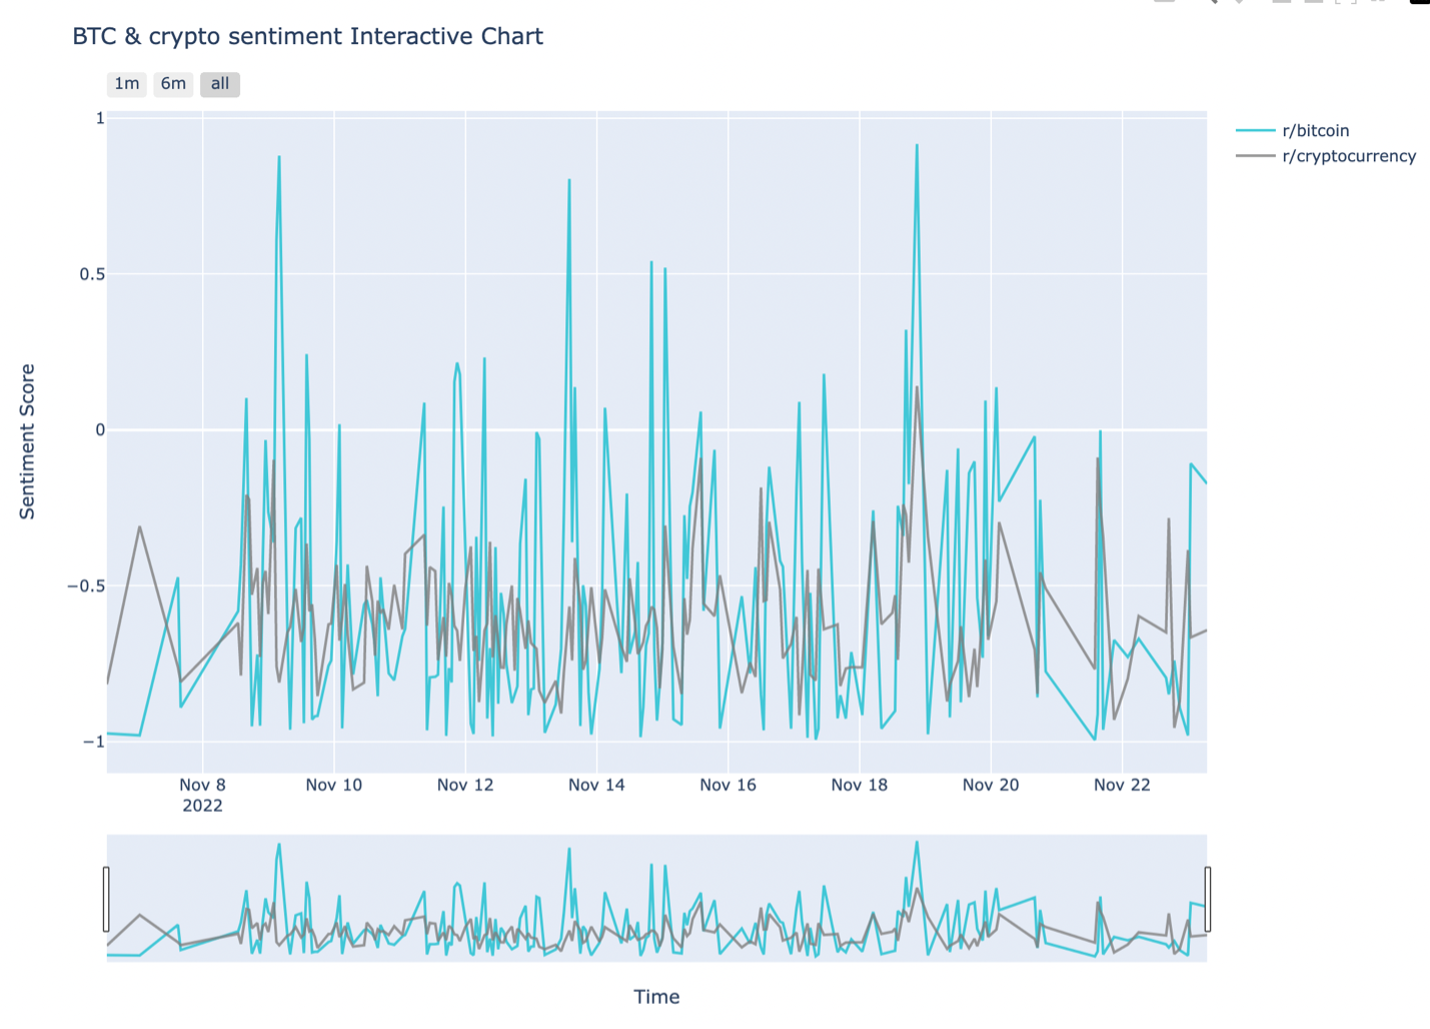 BTC & crypto sentiment Interactive Chart
1m 6m all
r/bitcoin
r/cryptocurrency
1
0.5
0
−0.5
−1
Sentiment Score
Nov 8 Nov 10 Nov 12 Nov 14 Nov 16 Nov 18 Nov 20 Nov 22
2022
Time